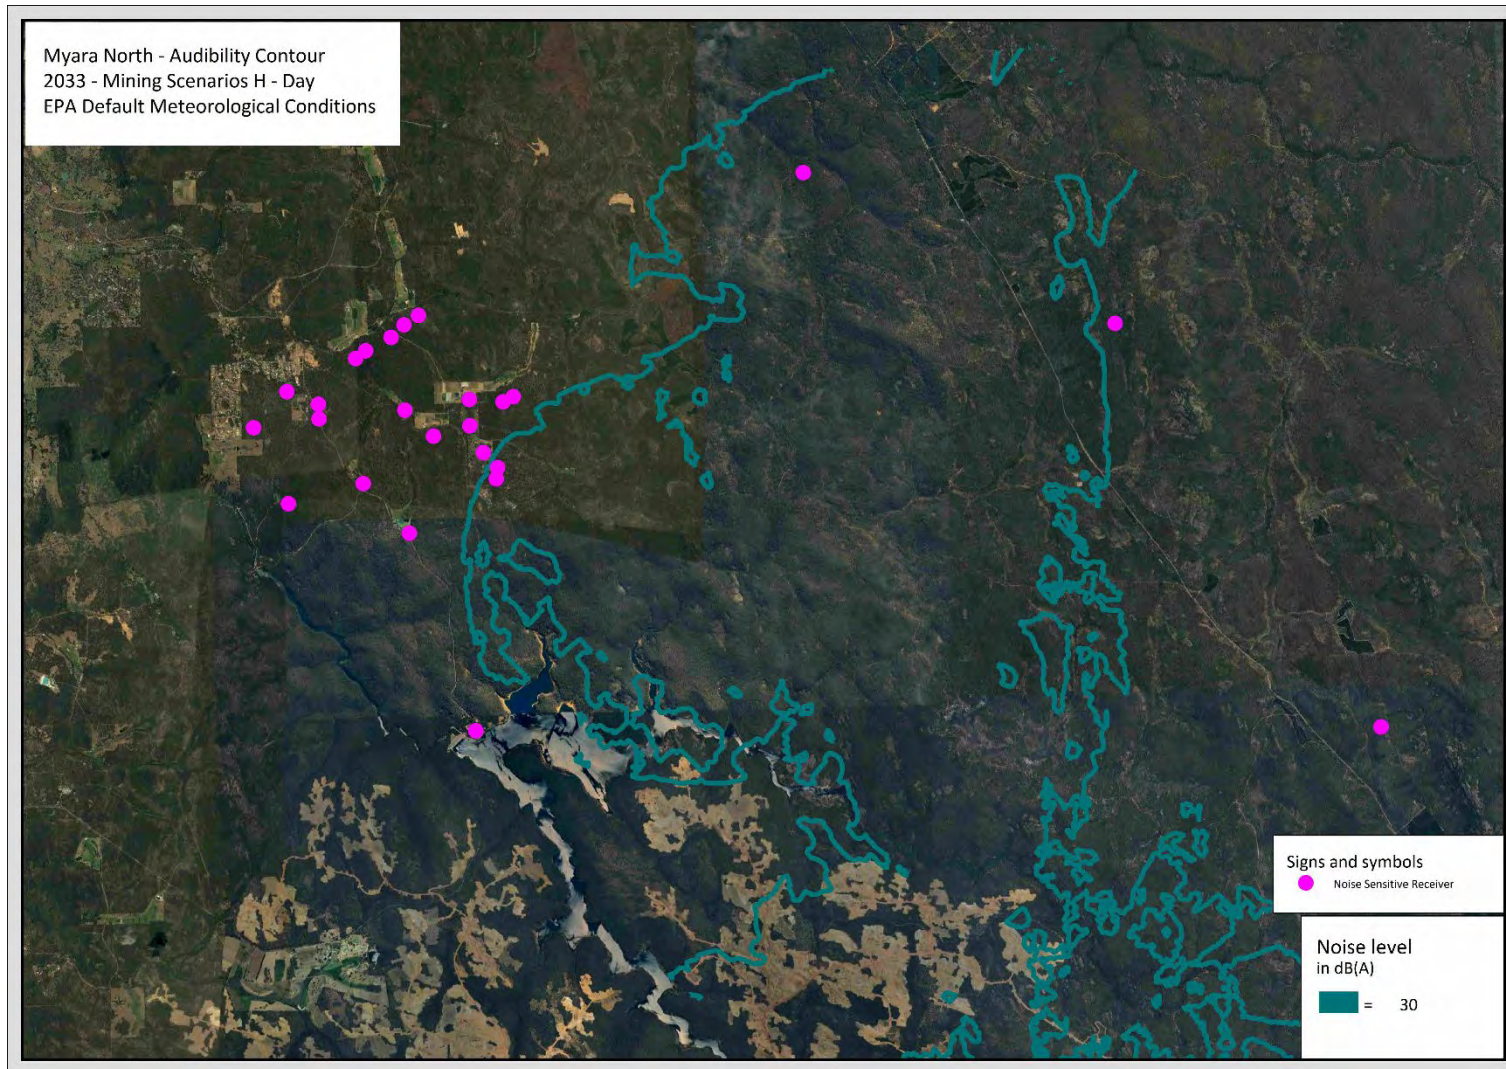 Myara North - Audibility Contour
2033 - Mining Scenarios H - Day
EPA Default Meteorological Conditions
Signs and symbols
Noise Sensitive Receiver
Noise level
in dB(A)
= 30